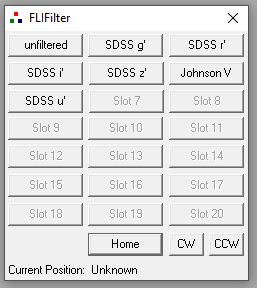 FLIFilter
unfiltered SDSS g' SDSS r'
SDSS i' SDSS z' Johnson V
SDSS u' Slot 7 Slot 8
Slot 9 Slot 10 Slot 11
Slot 12 Slot 13 Slot 14
Slot 15 Slot 16 Slot 17
Slot 18 Slot 19 Slot 20
Home CW CCW
Current Position: Unknown